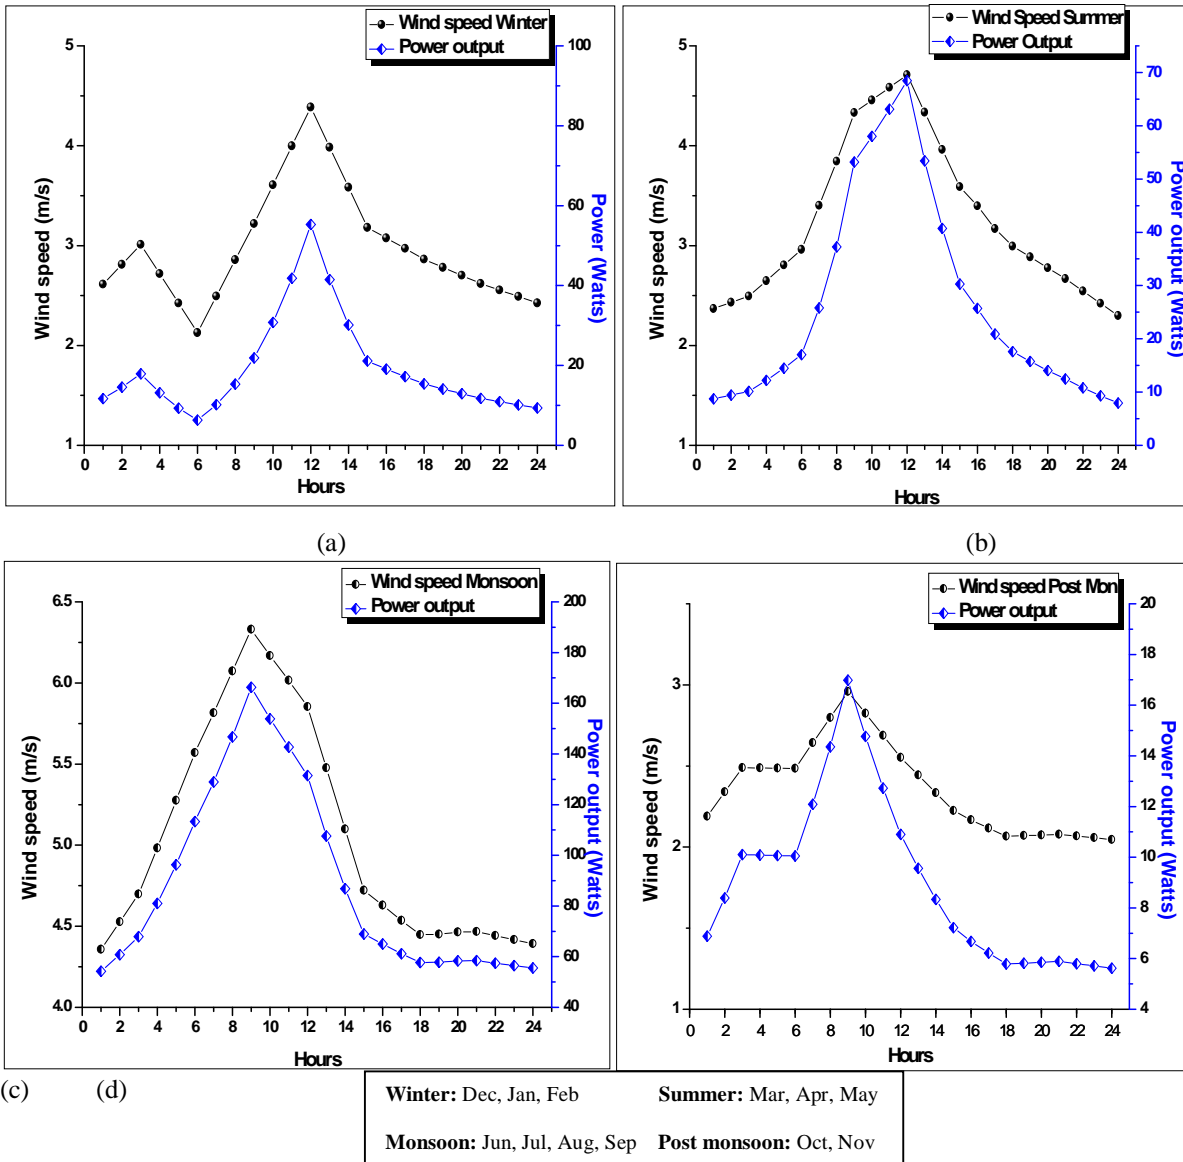 Wind speed Winter
Power output
5
4
3
2
1
100
80
60
40
20
0
0 2 4 6 8 10 12 14 16 18 20 22 24
Wind speed (m/s)
Power (Watts)
Hours
(a)
Wind Speed Summer
Power Output
5
4
3
2
1
70
60
50
40
30
20
10
0
0 2 4 6 8 10 12 14 16 18 20 22 24
Wind speed (m/s)
Power output (Watts)
Hours
(b)
Wind speed Monsoon
Power output
6.5
6.0
5.5
5.0
4.5
4.0
200
180
160
140
120
100
80
60
40
0 2 4 6 8 10 12 14 16 18 20 22 24
Wind speed (m/s)
Power output (Watts)
Hours
Wind speed Post Mon
Power output
3
2
1
20
18
16
14
12
10
8
6
4
0 2 4 6 8 10 12 14 16 18 20 22 24
Wind speed (m/s)
Power output (Watts)
Hours
(c) (d)
Winter: Dec, Jan, Feb Summer: Mar, Apr, May
Monsoon: Jun, Jul, Aug, Sep Post monsoon: Oct, Nov